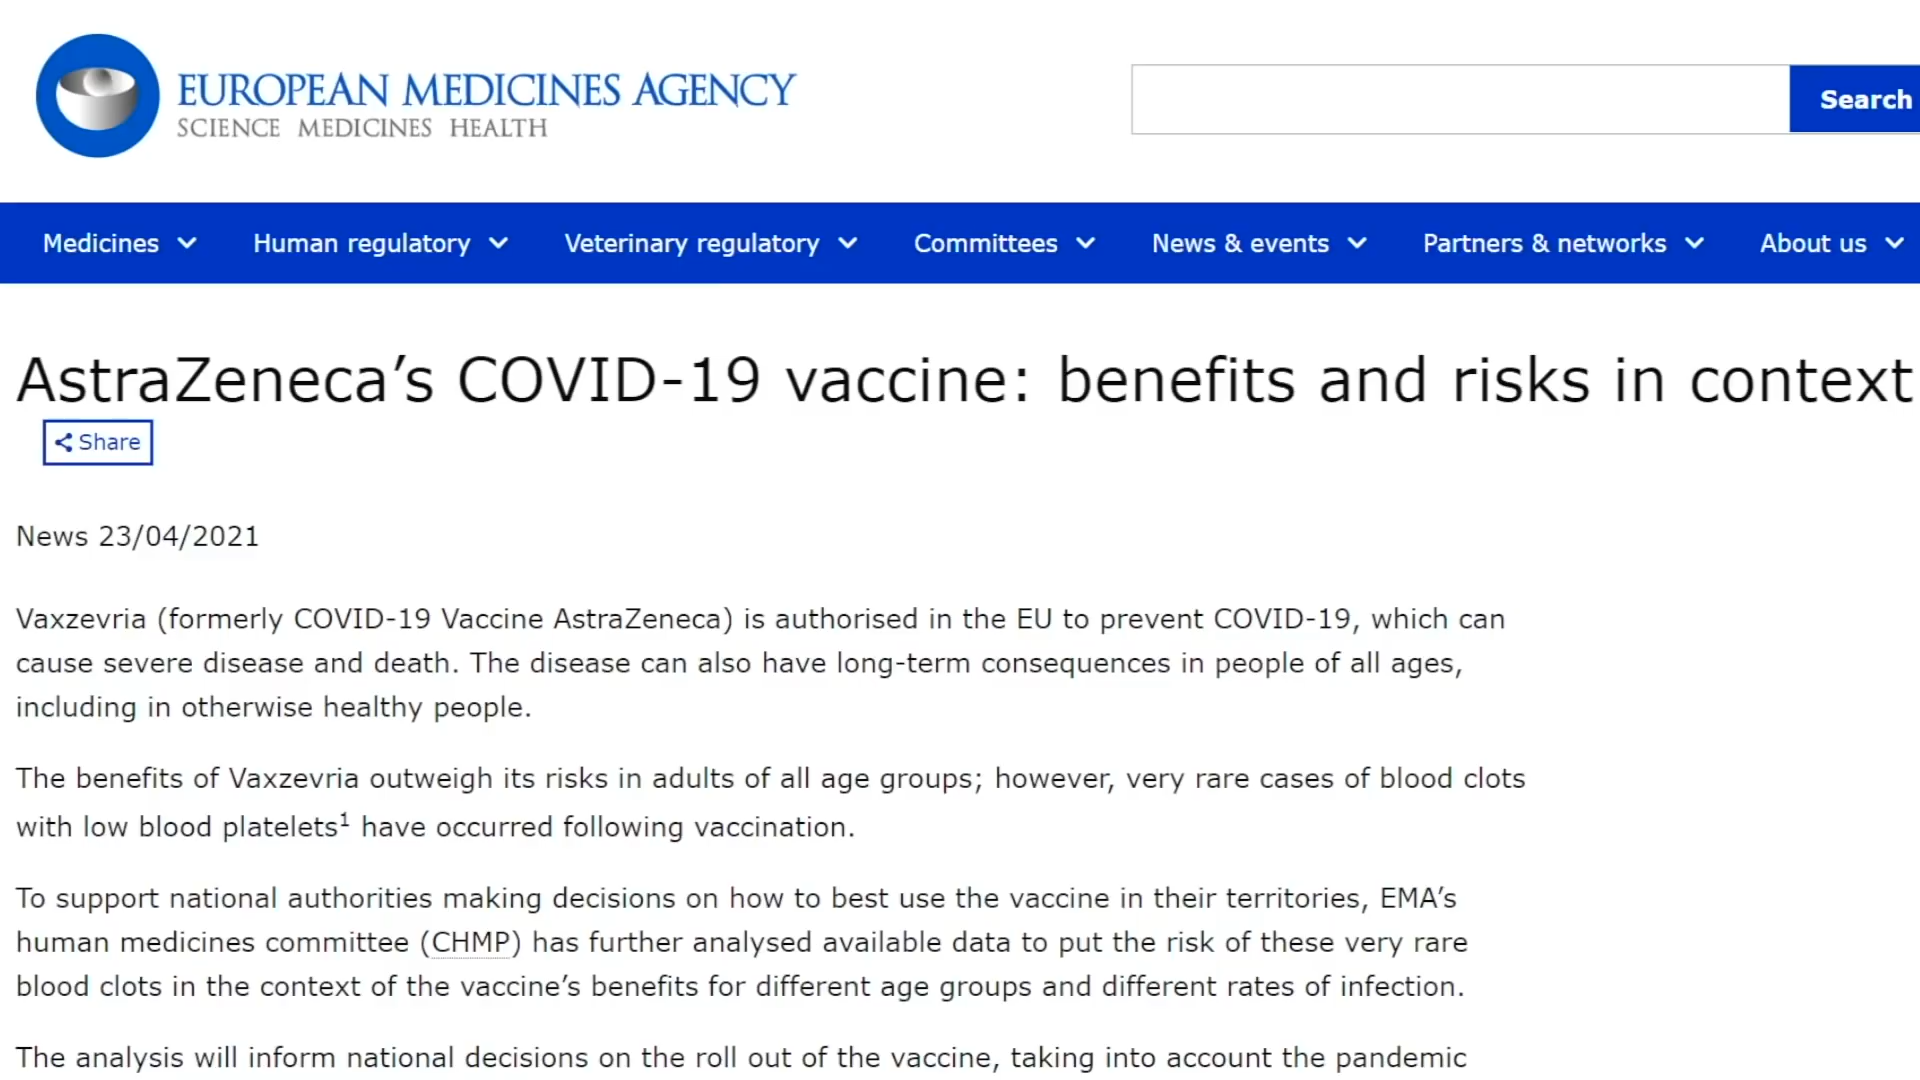 EUROPEAN MEDICINES AGENCY
SCIENCE MEDICINES HEALTH
Search
Medicines Human regulatory Veterinary regulatory Committees News & events Partners & networks About us
AstraZeneca’s COVID-19 vaccine: benefits and risks in context
Share
News 23/04/2021
Vaxzevria (formerly COVID-19 Vaccine AstraZeneca) is authorised in the EU to prevent COVID-19, which can
cause severe disease and death. The disease can also have long-term consequences in people of all ages,
including in otherwise healthy people.
The benefits of Vaxzevria outweigh its risks in adults of all age groups; however, very rare cases of blood clots
with low blood platelets¹ have occurred following vaccination.
To support national authorities making decisions on how to best use the vaccine in their territories, EMA’s
human medicines committee (CHMP) has further analysed available data to put the risk of these very rare
blood clots in the context of the vaccine’s benefits for different age groups and different rates of infection.
The analysis will inform national decisions on the roll out of the vaccine, taking into account the pandemic